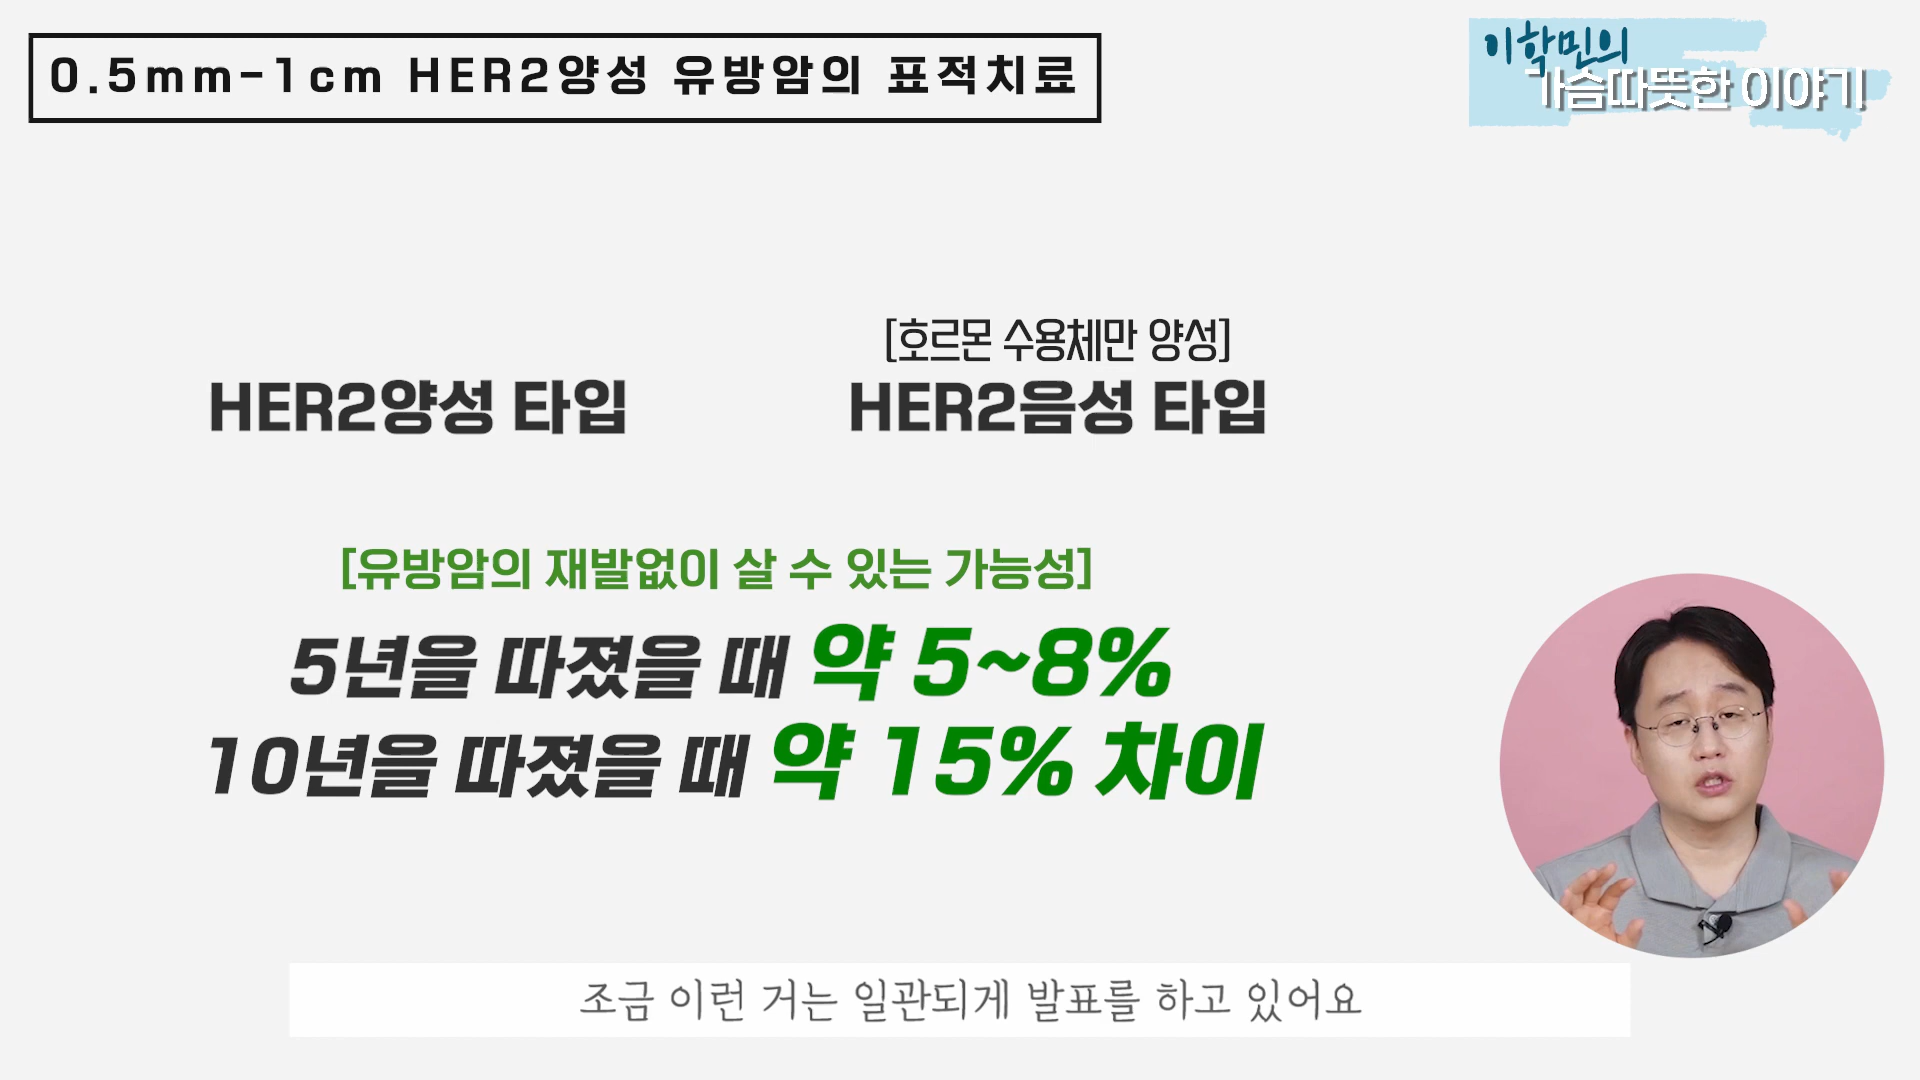 0.5mm-1cm HER2양성 유방암의 표적치료
이학민의
가슴따뜻한 이야기
[호르몬 수용체만 양성]
HER2양성 타입 HER2음성 타입
[유방암의 재발없이 살 수 있는 가능성]
5년을 따졌을 때 약 5~8%
10년을 따졌을 때 약 15% 차이
조금 이런 거는 일관되게 발표를 하고 있어요